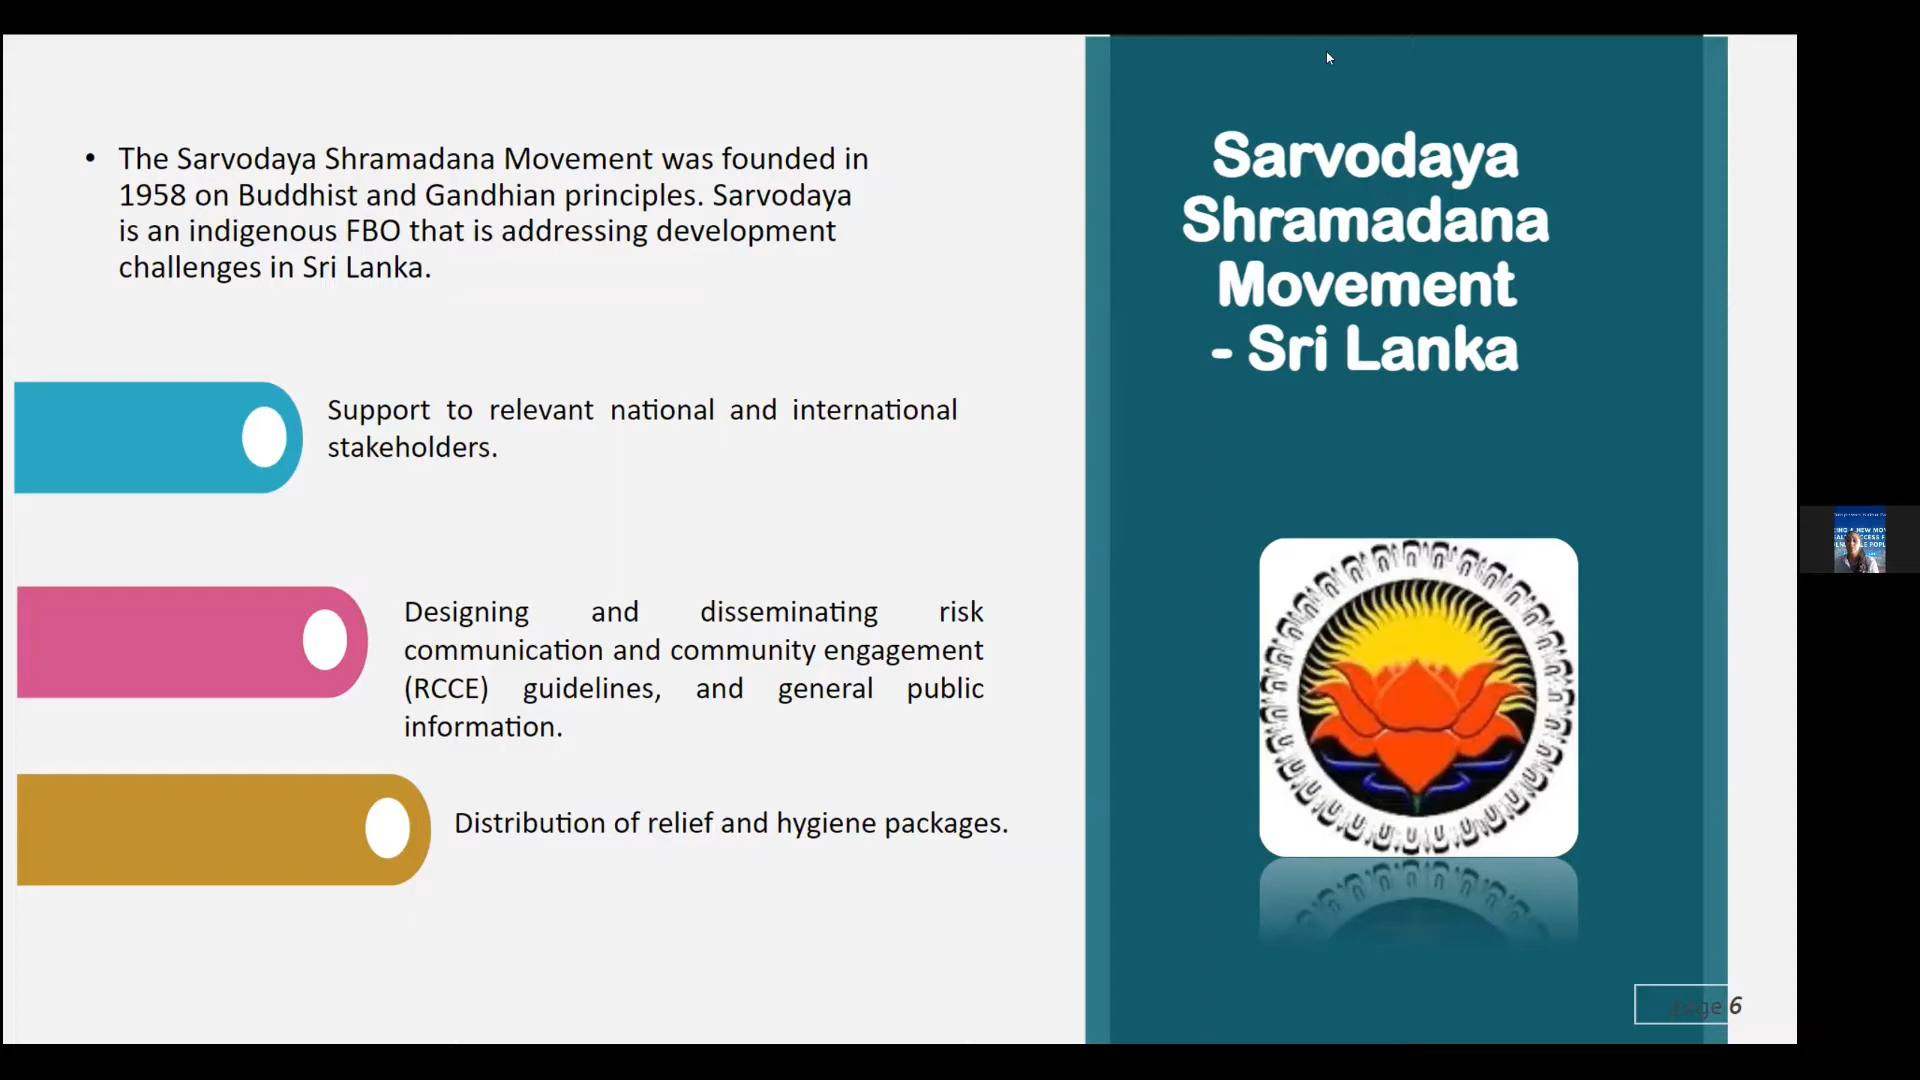 • The Sarvodaya Shramadana Movement was founded in
1958 on Buddhist and Gandhian principles. Sarvodaya
is an indigenous FBO that is addressing development
challenges in Sri Lanka.
Support to relevant national and international
stakeholders.
Designing and disseminating risk
communication and community engagement
(RCCE) guidelines, and general public
information.
Distribution of relief and hygiene packages.
Sarvodaya
Shramadana
Movement
- Sri Lanka
page 6